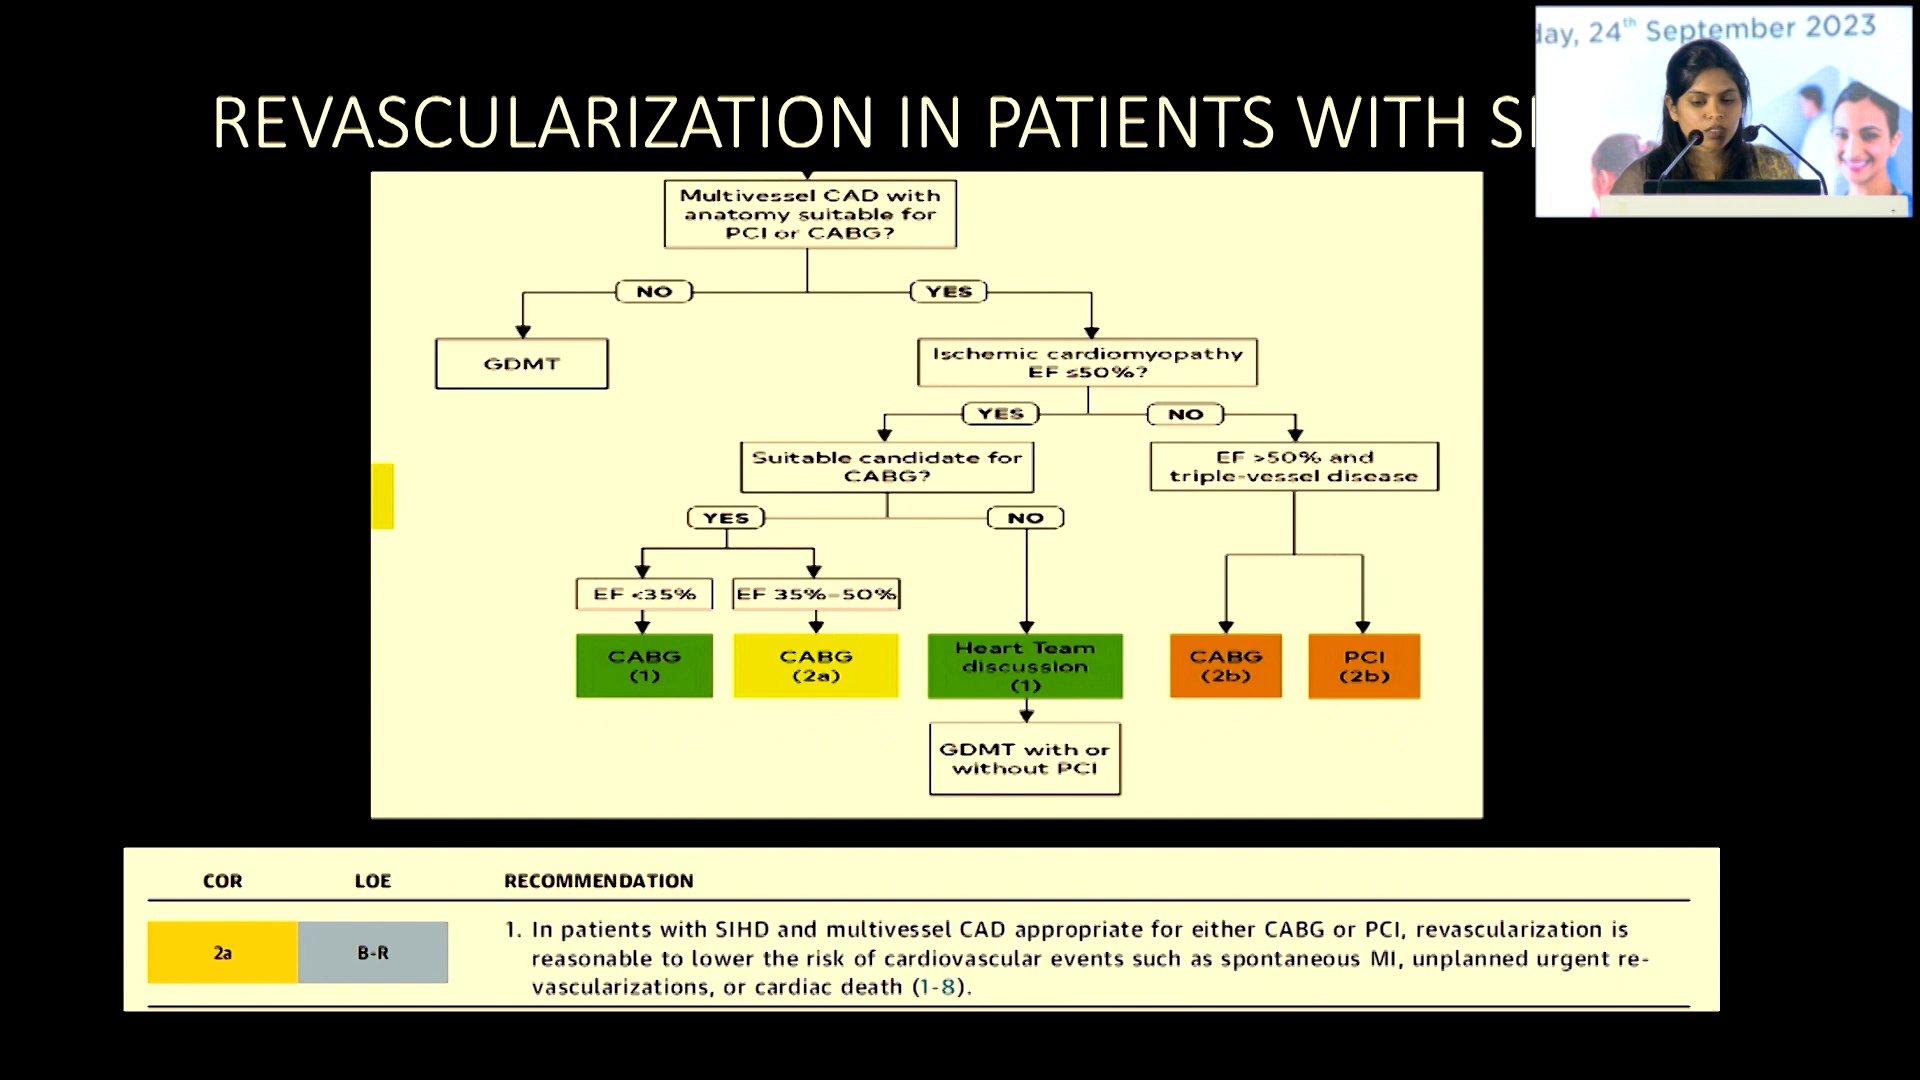 day, 24th September 2023
REVASCULARIZATION IN PATIENTS WITH
Multivessel CAD with
anatomy suitable for
PCI or CABG?
NO
YES
GDMT
Ischemic cardiomyopathy
EF ≤50%?
YES
NO
Suitable candidate for
CABG?
EF >50% and
triple-vessel disease
YES
NO
EF <35%
EF 35%-50%
CABG
(1)
CABG
(2a)
Heart Team
discussion
(1)
CABG
(2b)
PCI
(2b)
GDMT with or
without PCI
COR LOE RECOMMENDATION
2a B-R
1. In patients with SIHD and multivessel CAD appropriate for either CABG or PCI, revascularization is
reasonable to lower the risk of cardiovascular events such as spontaneous MI, unplanned urgent re-
vascularizations, or cardiac death (1-8).